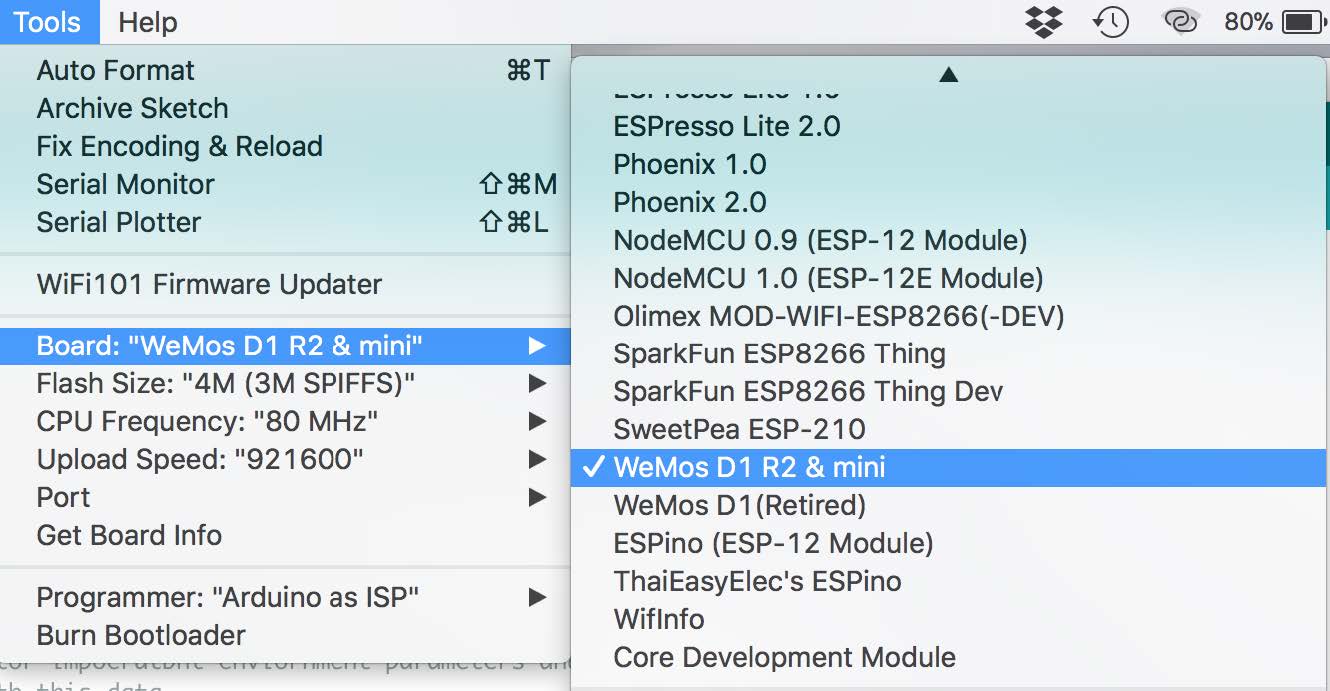 Tools Help 80%
Auto Format ⌘T
Archive Sketch
Fix Encoding & Reload
Serial Monitor ⇧⌘M
Serial Plotter ⇧⌘L
WiFi101 Firmware Updater
Board: "WeMos D1 R2 & mini"
Flash Size: "4M (3M SPIFFS)"
CPU Frequency: "80 MHz"
Upload Speed: "921600"
Port
Get Board Info
Programmer: "Arduino as ISP"
Burn Bootloader
ESPresso Lite 2.0
Phoenix 1.0
Phoenix 2.0
NodeMCU 0.9 (ESP-12 Module)
NodeMCU 1.0 (ESP-12E Module)
Olimex MOD-WIFI-ESP8266(-DEV)
SparkFun ESP8266 Thing
SparkFun ESP8266 Thing Dev
SweetPea ESP-210
✓ WeMos D1 R2 & mini
WeMos D1(Retired)
ESPino (ESP-12 Module)
ThaiEasyElec's ESPino
WifInfo
Core Development Module